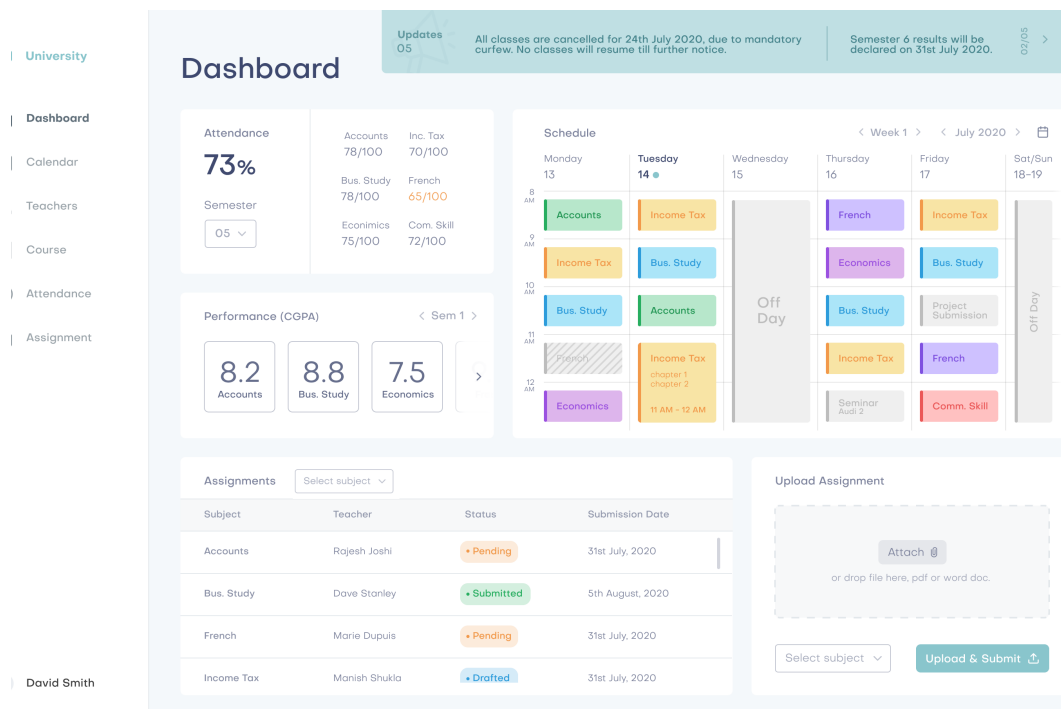 University
Dashboard
Calendar
Teachers
Course
Attendance
Assignment
David Smith
Dashboard
Updates
05
All classes are cancelled for 24th July 2020, due to mandatory
curfew. No classes will resume till further notice.
Semester 6 results will be
declared on 31st July 2020.
02/05
Attendance
73%
Semester
05
Accounts
78/100
Inc. Tax
70/100
Bus. Study
78/100
French
65/100
Econimics
75/100
Com. Skill
72/100
Performance (CGPA)
< Sem 1 >
8.2
Accounts
8.8
Bus. Study
7.5
Economics
Schedule
< Week 1 >
< July 2020 >
Monday
13
Tuesday
14
Wednesday
15
Thursday
16
Friday
17
Sat/Sun
18-19
8
AM
9
AM
10
AM
11
AM
12
AM
Accounts
Income Tax
Bus. Study
French
Economics
Income Tax
Bus. Study
Accounts
Income Tax
chapter 1
chapter 2
11 AM - 12 AM
Off
Day
French
Economics
Bus. Study
Income Tax
Seminar
Audi 2
Income Tax
Bus. Study
Project
Submission
French
Comm. Skill
Off Day
Assignments
Select subject
Subject Teacher Status Submission Date
Accounts Rajesh Joshi • Pending 31st July, 2020
Bus. Study Dave Stanley • Submitted 5th August, 2020
French Marie Dupuis • Pending 31st July, 2020
Income Tax Manish Shukla • Drafted 31st July, 2020
Upload Assignment
Attach
or drop file here, pdf or word doc.
Select subject
Upload & Submit